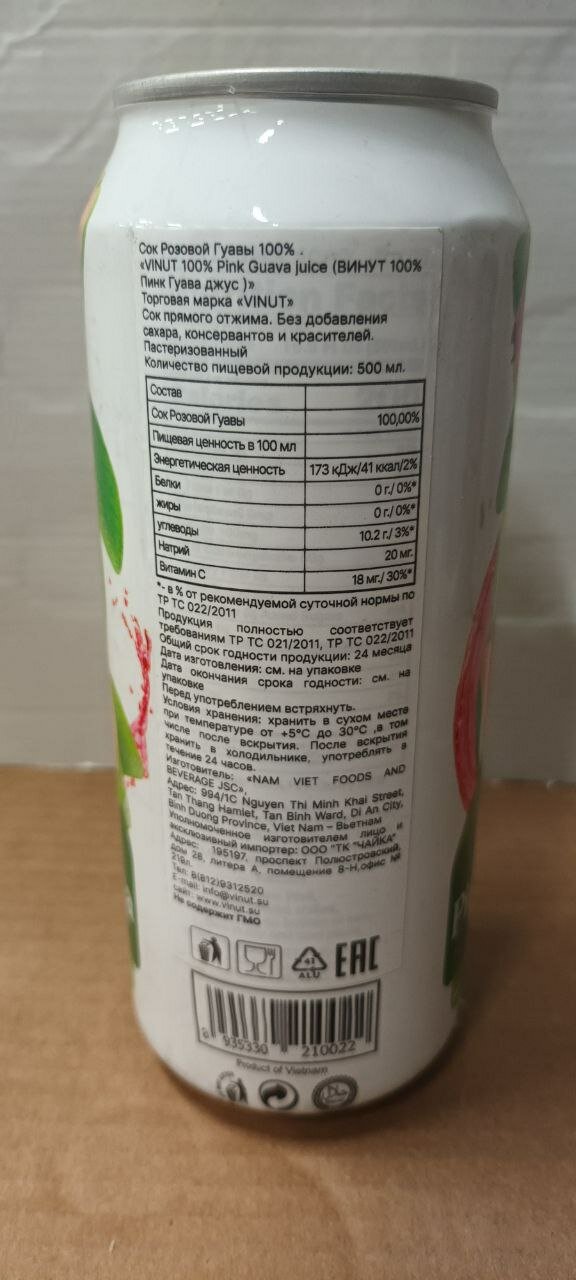 Сок Розовой Гуавы 100% .
«VINUT 100% Pink Guava juice (ВИНУТ 100%
Пинк Гуава джус )»
Торговая марка «VINUT»
Сок прямого отжима. Без добавления
сахара, консервантов и красителей.
Пастеризованный
Количество пищевой продукции: 500 мл.
Состав
Сок Розовой Гуавы 100,00%
Пищевая ценность в 100 мл
Энергетическая ценность 173 кДж/41 ккал/2%
Белки 0 г./ 0%*
жиры 0 г./ 0%*
углеводы 10.2 г./ 3%*
Натрий 20 мг.
Витамин С 18 мг./ 30%*
*- в % от рекомендуемой суточной нормы по
ТР ТС 022/2011
Продукция полностью соответствует
требованиям ТР ТС 021/2011, ТР ТС 022/2011
Общий срок годности продукции: 24 месяца
Дата изготовления: см. на упаковке
Дата окончания срока годности: см. на
упаковке
Перед употреблением встряхнуть.
Условия хранения: хранить в сухом месте
при температуре от +5°С до 30°С ,в том
числе после вскрытия. После вскрытия
хранить в холодильнике, употреблять в
течение 24 часов.
Изготовитель: «NAM VIET FOODS AND
BEVERAGE JSC»,
Адрес: 994/1C Nguyen Thi Minh Khai Street,
Tan Thang Hamlet, Tan Binh Ward, Di An City,
Binh Duong Province, Viet Nam – Вьетнам
Уполномоченное изготовителем лицо и
эксклюзивный импортер: ООО "ТК "ЧАЙКА"
Адрес: 195197, проспект Полюстровский,
дом 28, литера А, помещение 8-Н,офис №
219п.
Тел: 8(812)9312520
E-mail: info@vinut.su
сайт: www.vinut.su
Не содержит ГМО
41
ALU
EAC
935330 210022
Product of Vietnam